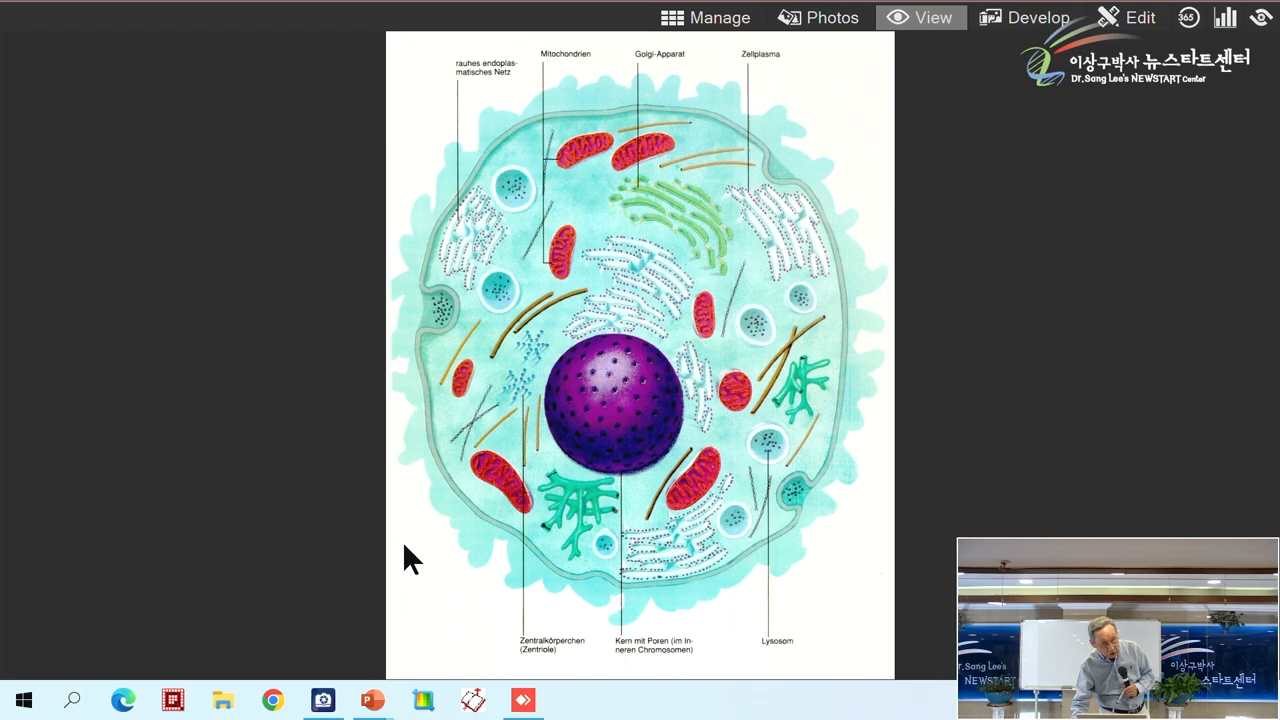 Manage
Photos
View
Develop
Edit
365
이상구박사 뉴스타트센터
Dr.Sang Lee's NEWSTART Center
rauhes endoplas-
matisches Netz
Mitochondrien
Golgi-Apparat
Zellplasma
Zentralkörperchen
(Zentriole)
Kern mit Poren (im In-
neren Chromosomen)
Lysosom
Dr.Sang Lee's
NEWSTART
이상구박사
뉴스타트센터